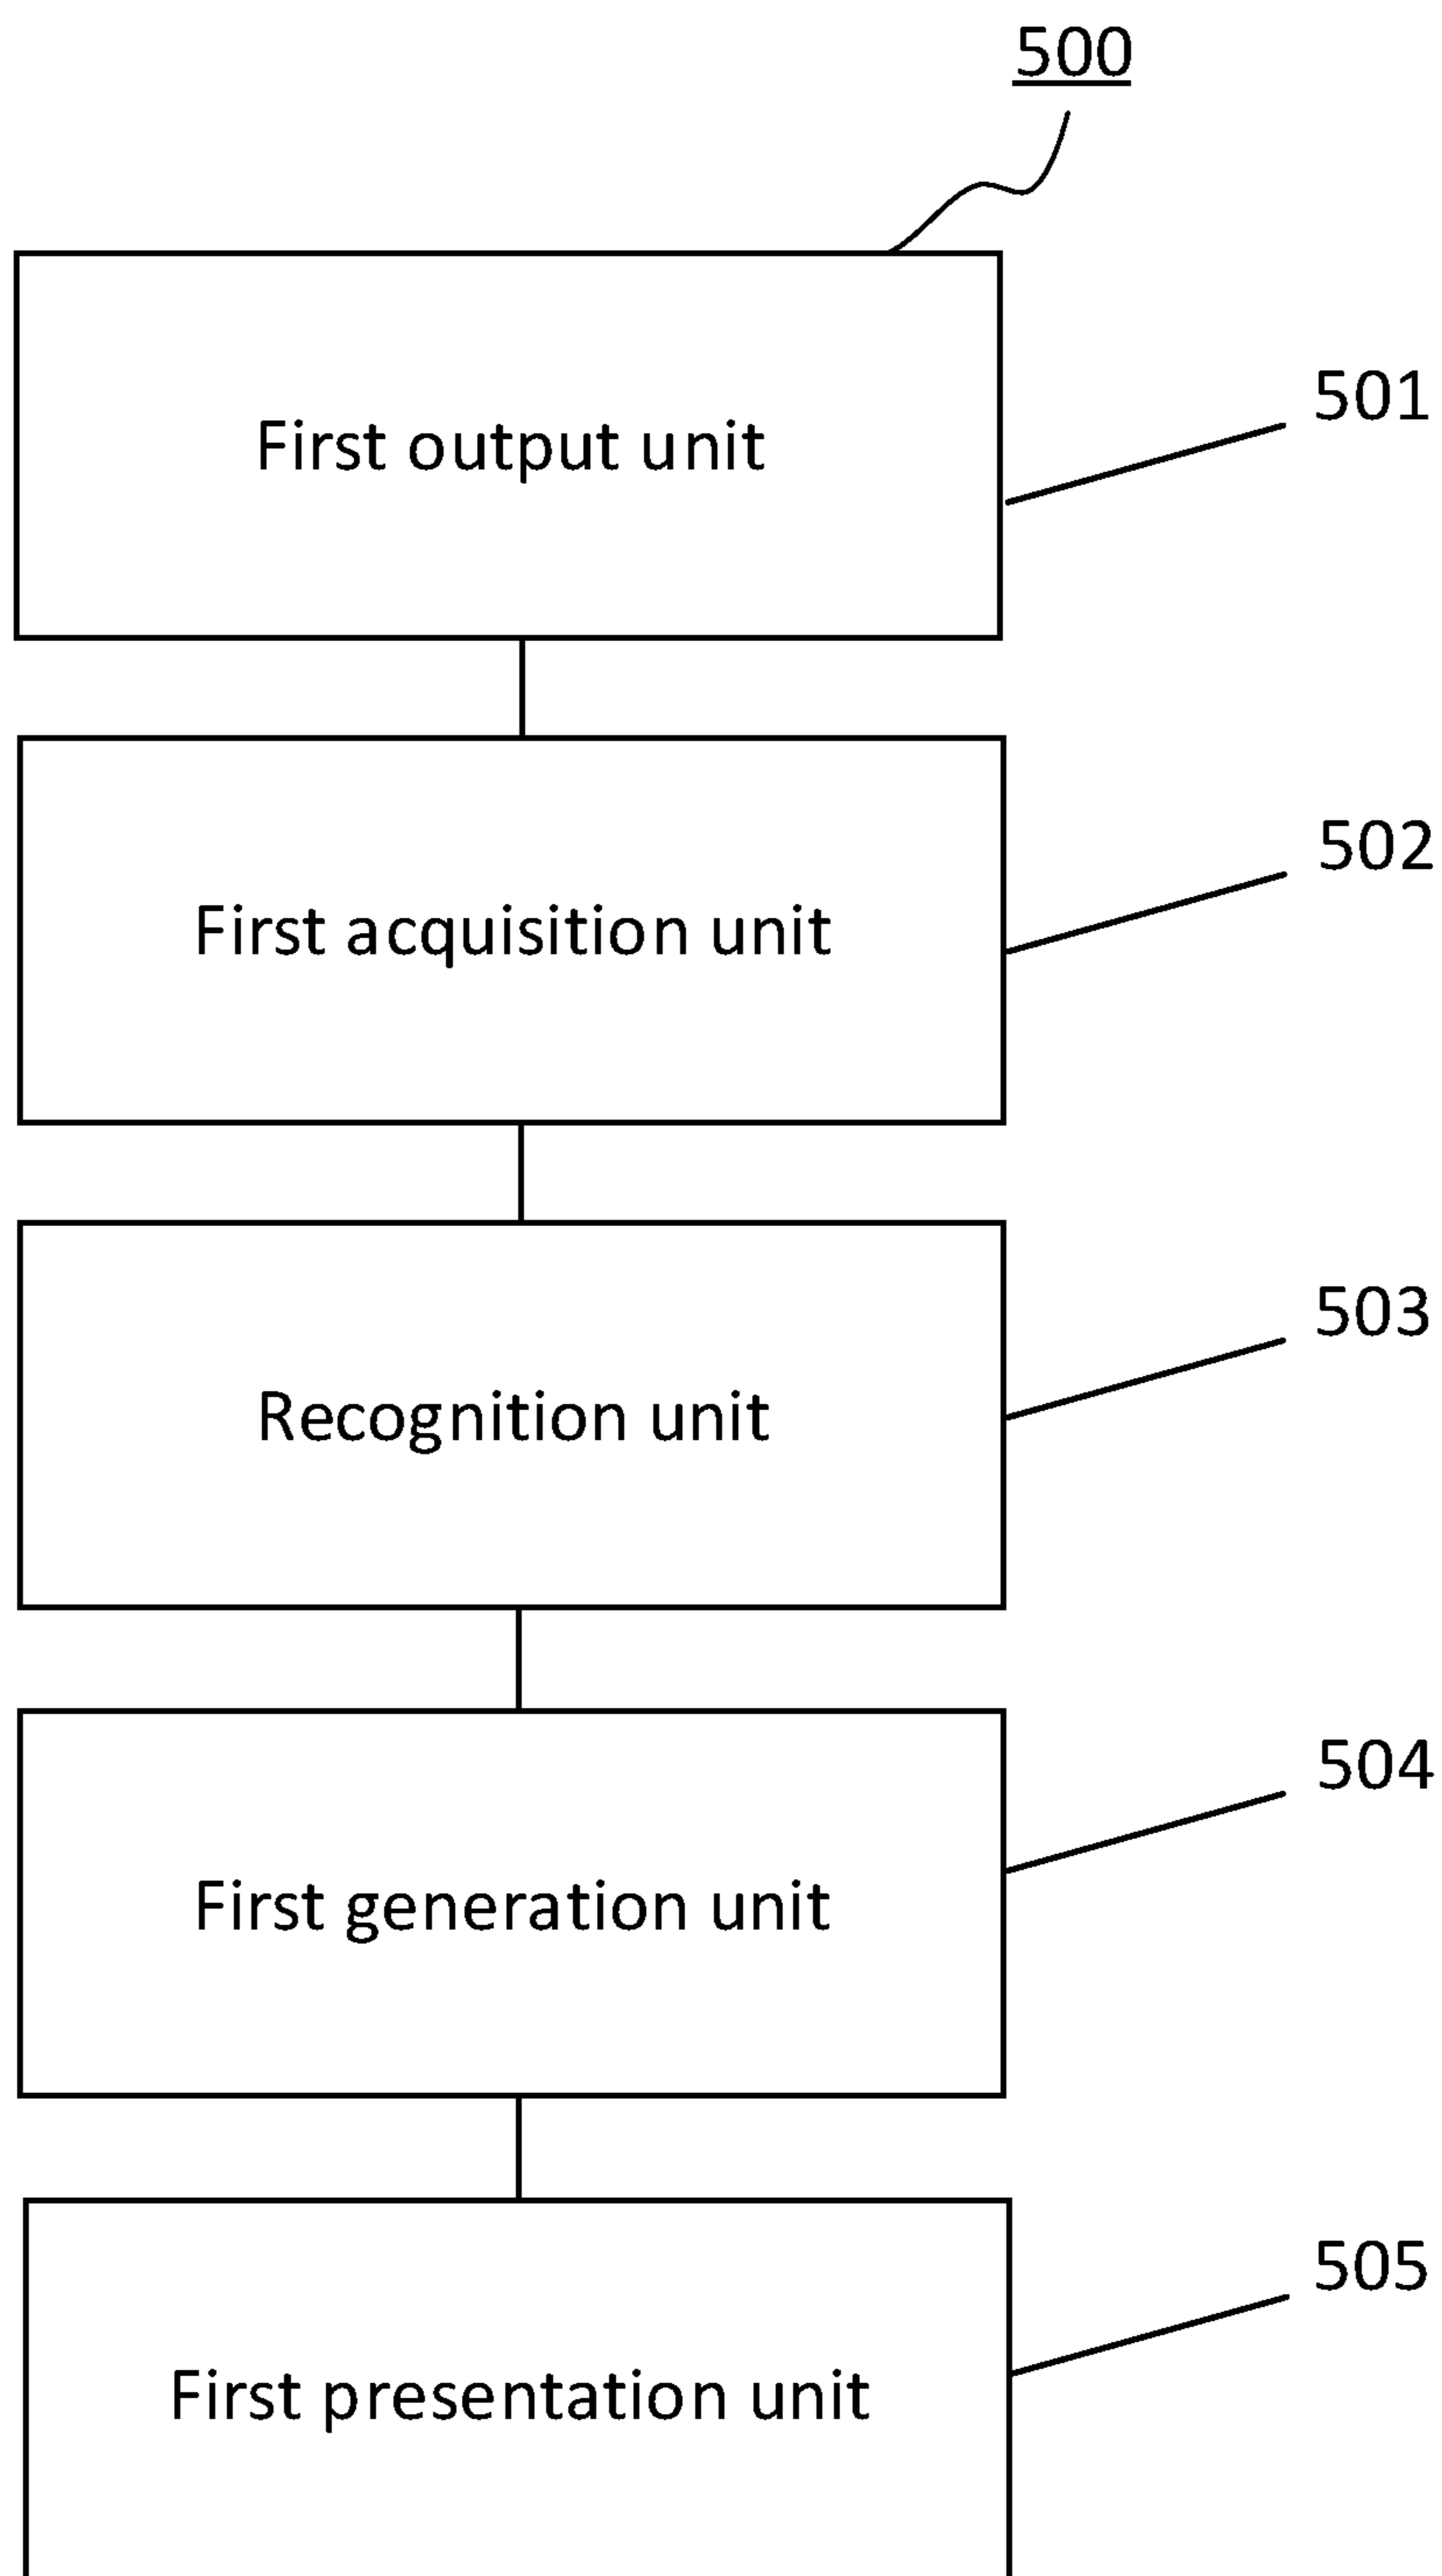 500
First output unit
501
First acquisition unit
502
Recognition unit
503
First generation unit
504
First presentation unit
505